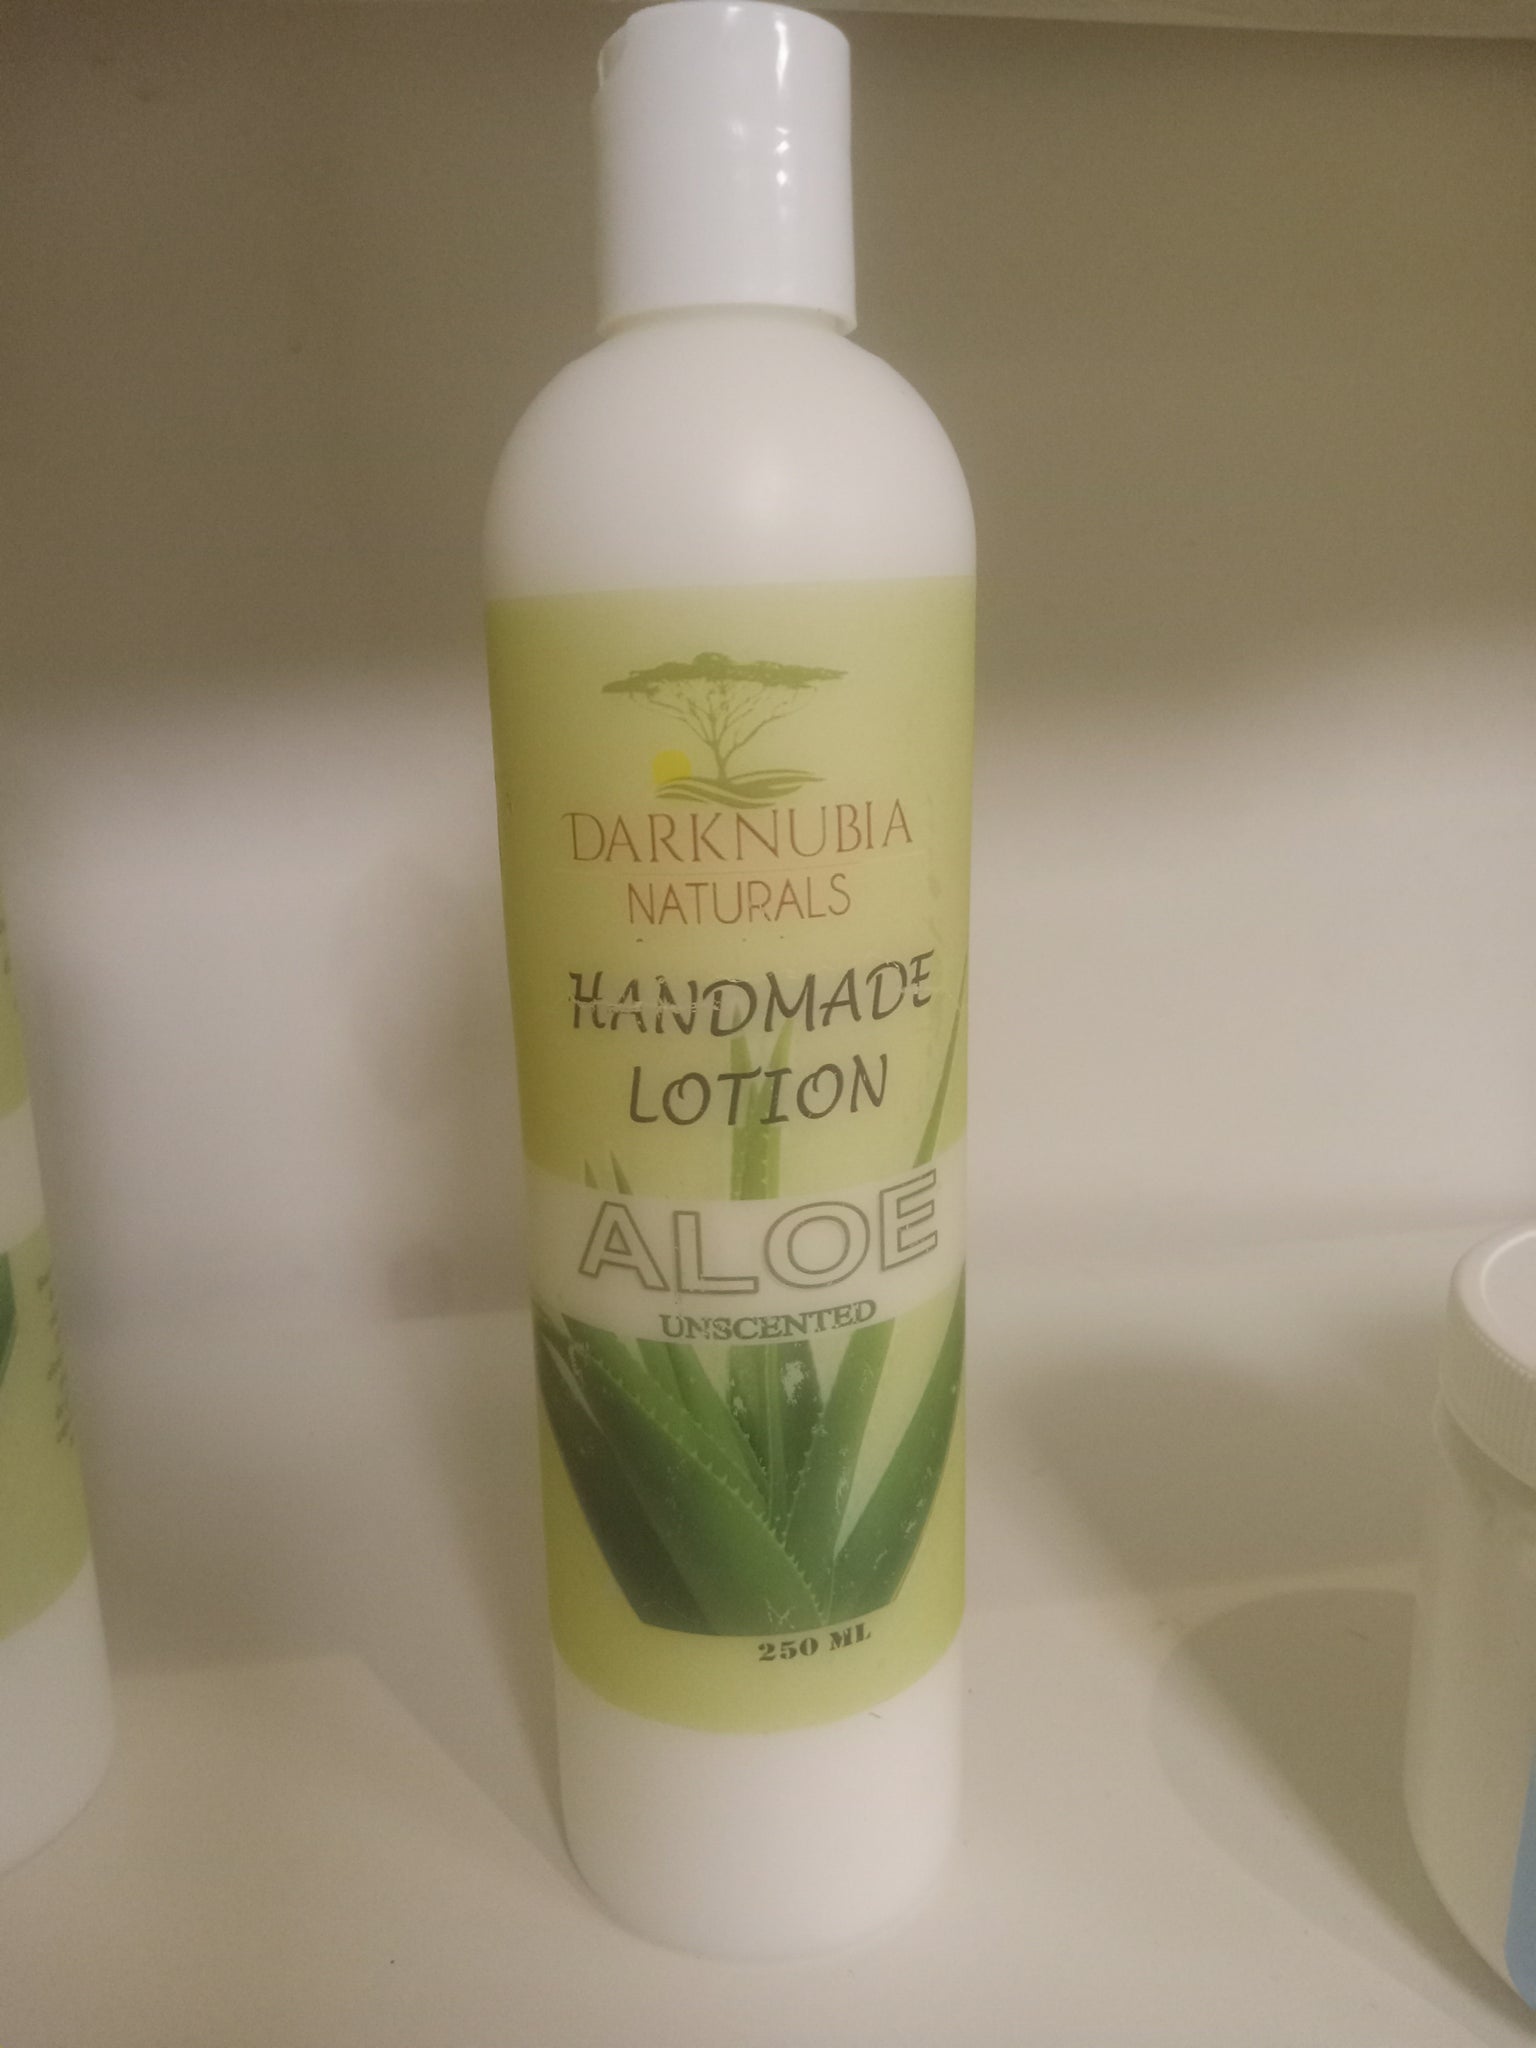 DARKNUBIA
NATURALS
HANDMADE
LOTION
ALOE
UNSCENTED
250 ML